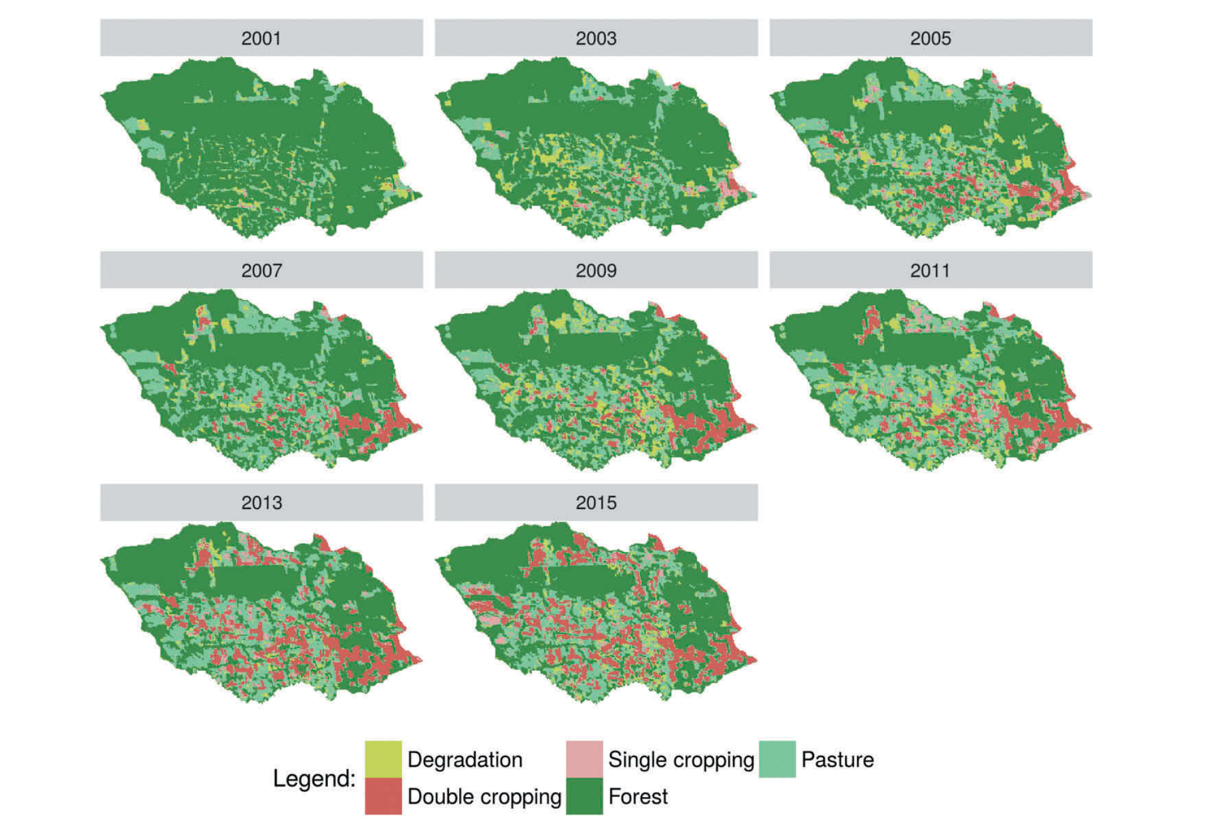 2001
2003
2005
2007
2009
2011
2013
2015
Legend:
Degradation
Single cropping
Pasture
Double cropping
Forest